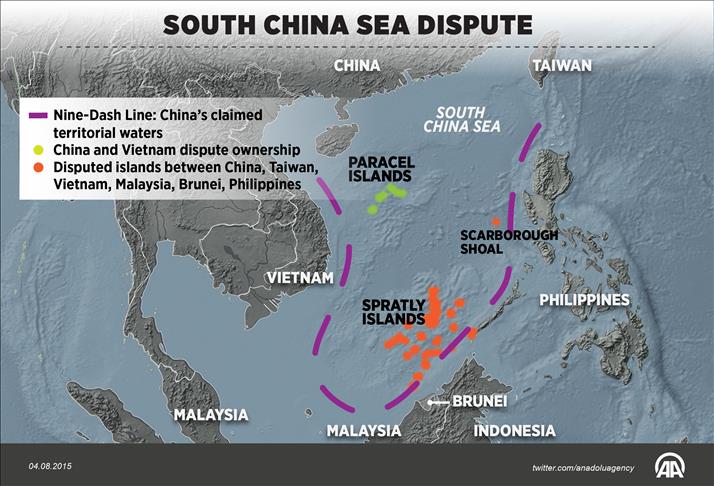 SOUTH CHINA SEA DISPUTE
CHINA
TAIWAN
SOUTH
CHINA SEA
Nine-Dash Line: China's claimed
territorial waters
China and Vietnam dispute ownership
Disputed islands between China, Taiwan,
Vietnam, Malaysia, Brunei, Philippines
PARACEL
ISLANDS
SCARBOROUGH
SHOAL
VIETNAM
SPRATLY
ISLANDS
PHILIPPINES
BRUNEI
MALAYSIA
MALAYSIA
INDONESIA
04.08.2015
twitter.com/anadoluagency
AA